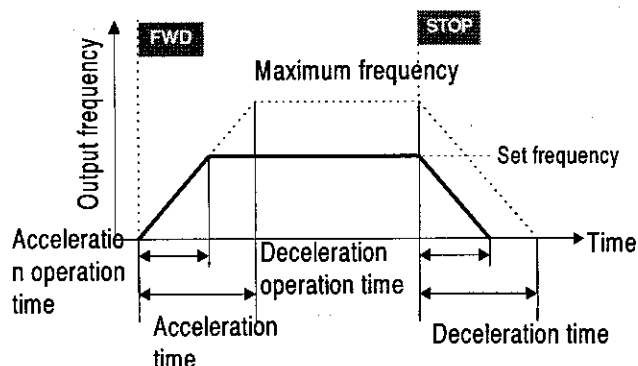 FWD
STOP
Output frequency
Maximum frequency
Set frequency
Time
Acceleratio
n operation
time
Deceleration
operation time
Acceleration
time
Deceleration time